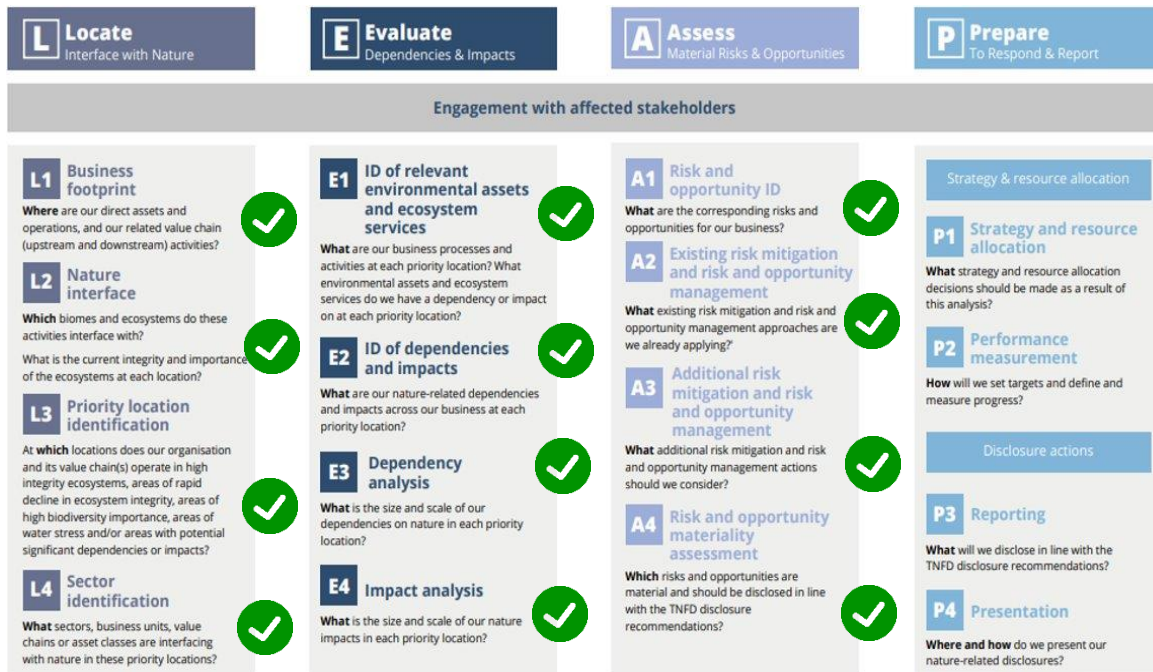 L Locate
Interface with Nature
E Evaluate
Dependencies & Impacts
A Assess
Material Risks & Opportunities
P Prepare
To Respond & Report
Engagement with affected stakeholders
L1 Business
footprint
Where are our direct assets and
operations, and our related value chain
(upstream and downstream) activities?
L2 Nature
interface
Which biomes and ecosystems do these
activities interface with?
What is the current integrity and importance
of the ecosystems at each location?
L3 Priority location
identification
At which locations does our organisation
and its value chain(s) operate in high
integrity ecosystems, areas of rapid
decline in ecosystem integrity, areas of
high biodiversity importance, areas of
water stress and/or areas with potential
significant dependencies or impacts?
L4 Sector
identification
What sectors, business units, value
chains or asset classes are interfacing
with nature in these priority locations?
E1 ID of relevant
environmental assets
and ecosystem
services
What are our business processes and
activities at each priority location? What
environmental assets and ecosystem
services do we have a dependency or impact
on at each priority location?
E2 ID of dependencies
and impacts
What are our nature-related dependencies
and impacts across our business at each
priority location?
E3 Dependency
analysis
What is the size and scale of our
dependencies on nature in each priority
location?
E4 Impact analysis
What is the size and scale of our nature
impacts in each priority location?
A1 Risk and
opportunity ID
What are the corresponding risks and
opportunities for our business?
A2 Existing risk mitigation
and risk and opportunity
management
What existing risk mitigation and risk and
opportunity management approaches are
we already applying?'
A3 Additional risk
mitigation and risk
and opportunity
management
What additional risk mitigation and risk
and opportunity management actions
should we consider?
A4 Risk and opportunity
materiality
assessment
Which risks and opportunities are
material and should be disclosed in line
with the TNFD disclosure
recommendations?
Strategy & resource allocation
P1 Strategy and resource
allocation
What strategy and resource allocation
decisions should be made as a result of
this analysis?
P2 Performance
measurement
How will we set targets and define and
measure progress?
Disclosure actions
P3 Reporting
What will we disclose in line with the
TNFD disclosure recommendations?
P4 Presentation
Where and how do we present our
nature-related disclosures?